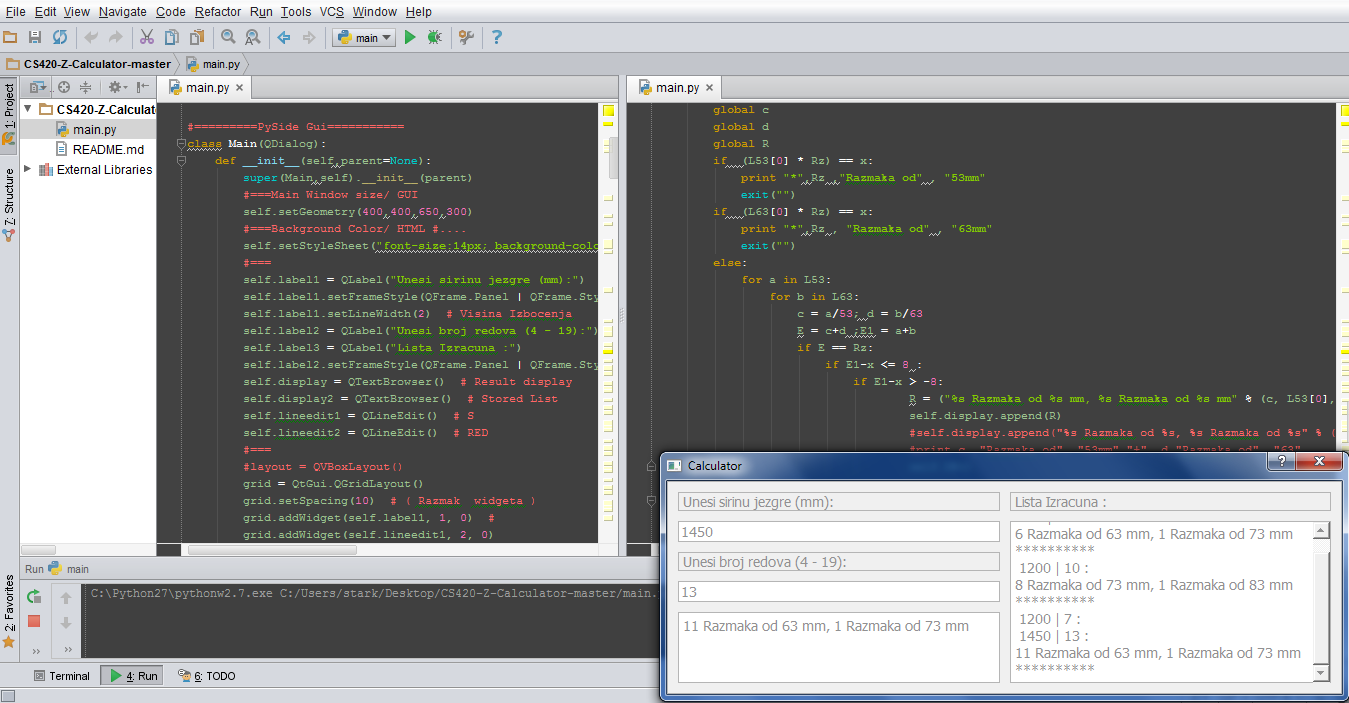 File Edit View Navigate Code Refactor Run Tools VCS Window Help
main
CS420-Z-Calculator-master main.py
1: Project
7: Structure
2: Favorites
CS420-Z-Calculat
main.py
README.md
External Libraries
main.py
#=========PySide Gui===========
class Main(QDialog):
def __init__(self,parent=None):
super(Main,self).__init__(parent)
#===Main Window size/ GUI
self.setGeometry(400,400,650,300)
#===Background Color/ HTML #....
self.setStyleSheet("font-size:14px; background-colo
#===
self.label1 = QLabel("Unesi sirinu jezgre (mm):")
self.label1.setFrameStyle(QFrame.Panel | QFrame.Sty
self.label1.setLineWidth(2)  # Visina Izbocenja
self.label2 = QLabel("Unesi broj redova (4 - 19):")
self.label3 = QLabel("Lista Izracuna :")
self.label2.setFrameStyle(QFrame.Panel | QFrame.Sty
self.display = QTextBrowser()  # Result display
self.display2 = QTextBrowser()  # Stored List
self.lineedit1 = QLineEdit()  # S
self.lineedit2 = QLineEdit()  # RED
#===
#layout = QVBoxLayout()
grid = QtGui.QGridLayout()
grid.setSpacing(10)  # ( Razmak  widgeta )
grid.addWidget(self.label1, 1, 0)  #
grid.addWidget(self.lineedit1, 2, 0)
main.py
global c
global d
global R
if  (L53[0] * Rz) == x:
print "*",Rz ,"Razmaka od" , "53mm"
exit("")
if  (L63[0] * Rz) == x:
print "*",Rz , "Razmaka od" , "63mm"
exit("")
else:
for a in L53:
for b in L63:
c = a/53; d = b/63
E = c+d ;E1 = a+b
if E == Rz:
if E1-x <= 8 :
if E1-x > -8:
R = ("%s Razmaka od %s mm, %s Razmaka od %s mm" % (c, L53[0],
self.display.append(R)
#self.display.append("%s Razmaka od %s, %s Razmaka od %s" % (
Run main
C:\Python27\pythonw2.7.exe C:/Users/stark/Desktop/CS420-Z-Calculator-master/main.
Terminal 4: Run 6: TODO
Calculator
Unesi sirinu jezgre (mm):
1450
Unesi broj redova (4 - 19):
13
11 Razmaka od 63 mm, 1 Razmaka od 73 mm
Lista Izracuna :
6 Razmaka od 63 mm, 1 Razmaka od 73 mm
**********
1200 | 10 :
8 Razmaka od 73 mm, 1 Razmaka od 83 mm
**********
1200 | 7 :
1450 | 13 :
11 Razmaka od 63 mm, 1 Razmaka od 73 mm
**********